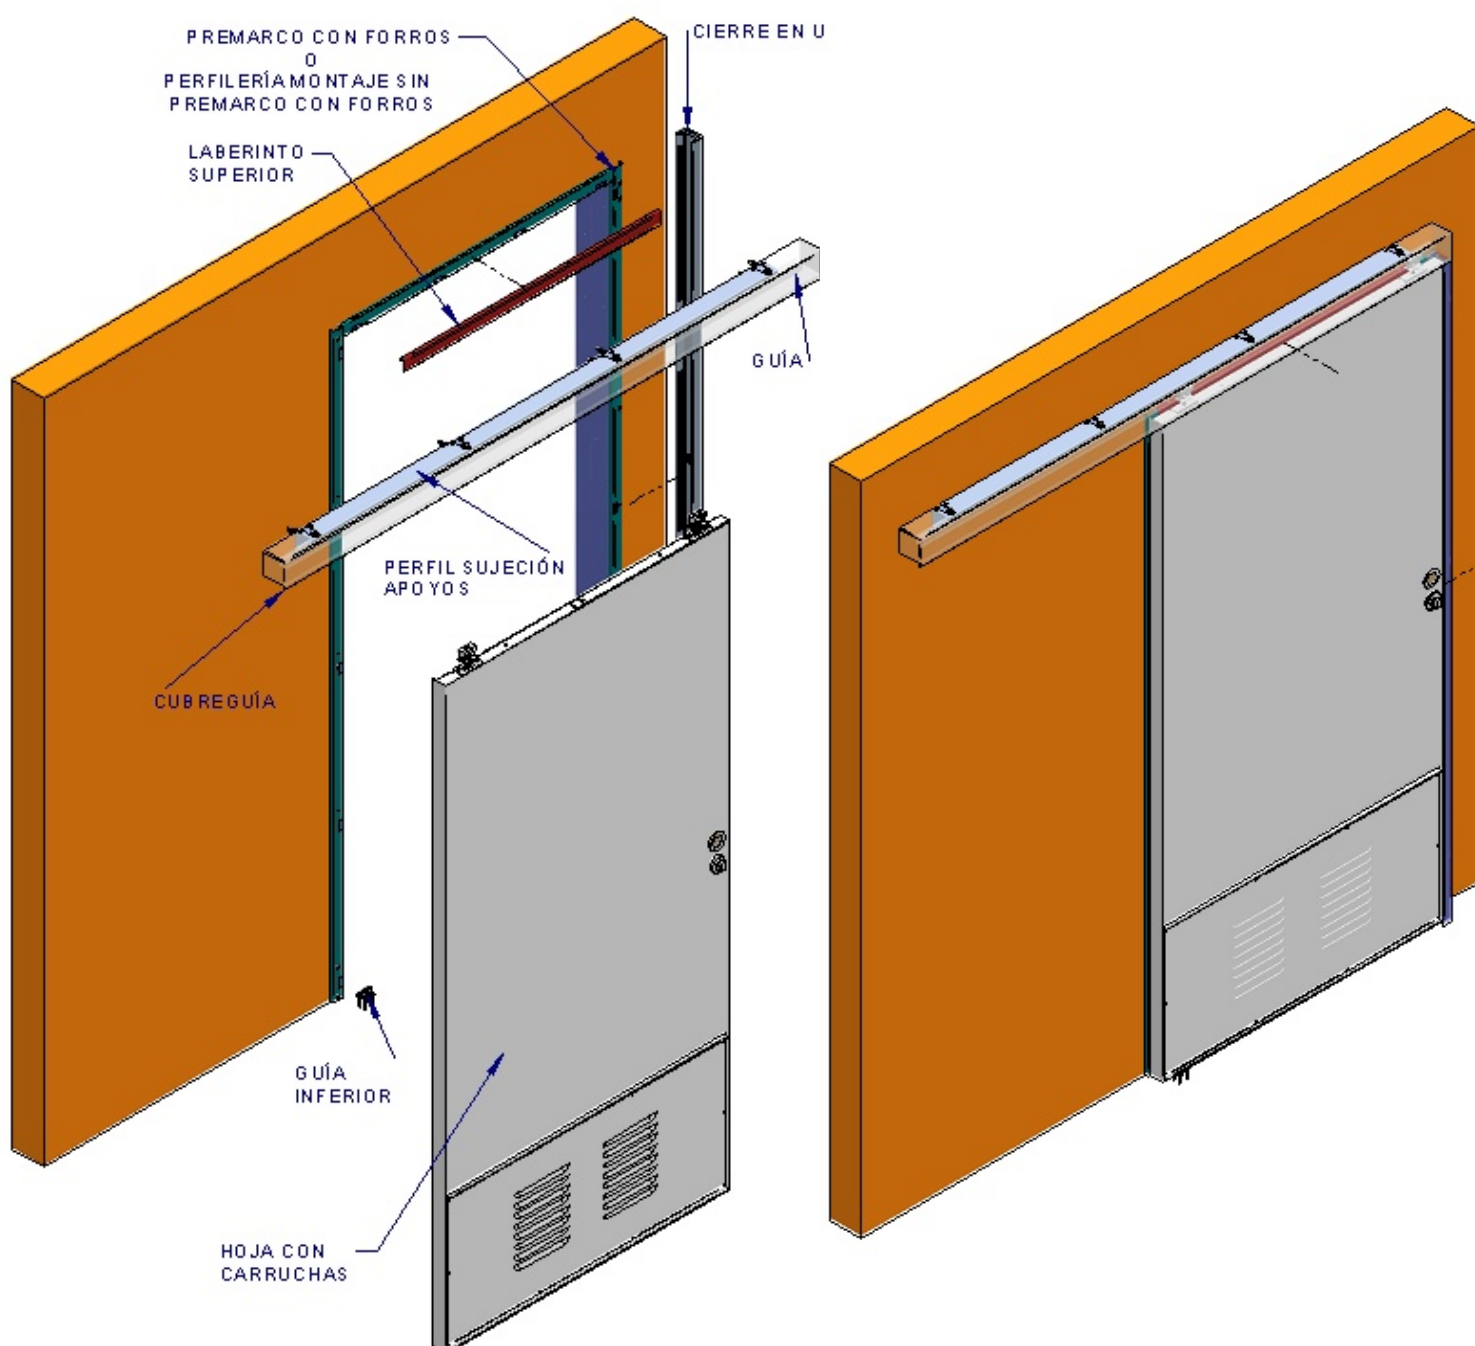 PREMARCO CON FORROS
O
PERFILERÍA MONTAJE SIN
PREMARCO CON FORROS
CIERRE EN U
LABERINTO
SUPERIOR
GUÍA
PERFIL SUJECIÓN
APOYOS
CUBREGUÍA
GUÍA
INFERIOR
HOJA CON
CARRUCHAS